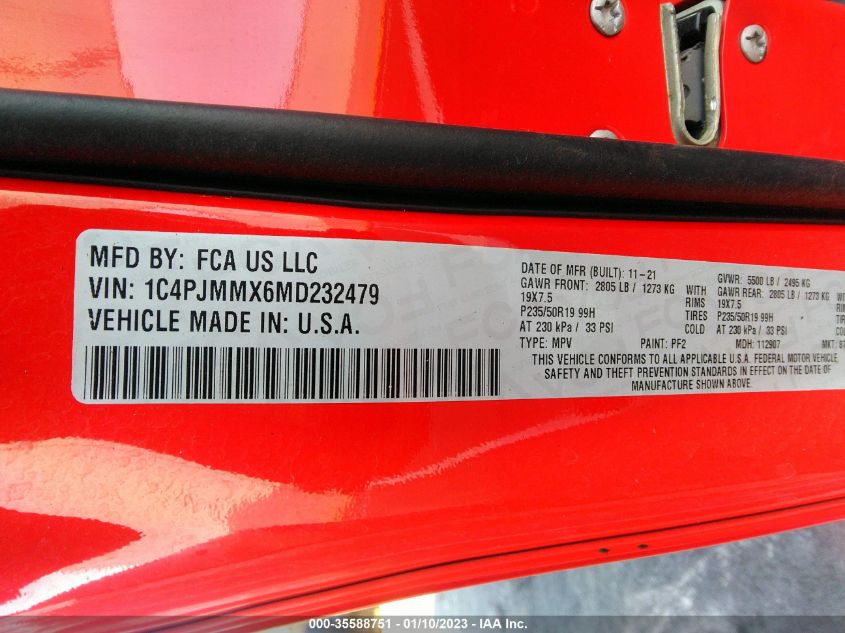 MFD BY: FCA US LLC
VIN: 1C4PJMMX6MD232479
VEHICLE MADE IN: U.S.A.
DATE OF MFR (BUILT): 11-21
GVWR: 5500 LB / 2495 KG
GAWR FRONT: 2805 LB / 1273 KG WITH GAWR REAR: 2805 LB / 1273 KG
19X7.5 RIMS 19X7.5
P235/50R19 99H TIRES P235/50R19 99H
AT 230 kPa / 33 PSI COLD AT 230 kPa / 33 PSI
TYPE: MPV PAINT: PF2 MDH: 112907 MKT:
THIS VEHICLE CONFORMS TO ALL APPLICABLE U.S.A. FEDERAL MOTOR VEHICLE
SAFETY AND THEFT PREVENTION STANDARDS IN EFFECT ON THE DATE OF
MANUFACTURE SHOWN ABOVE.
000-35588751 - 01/10/2023 - IAA Inc.